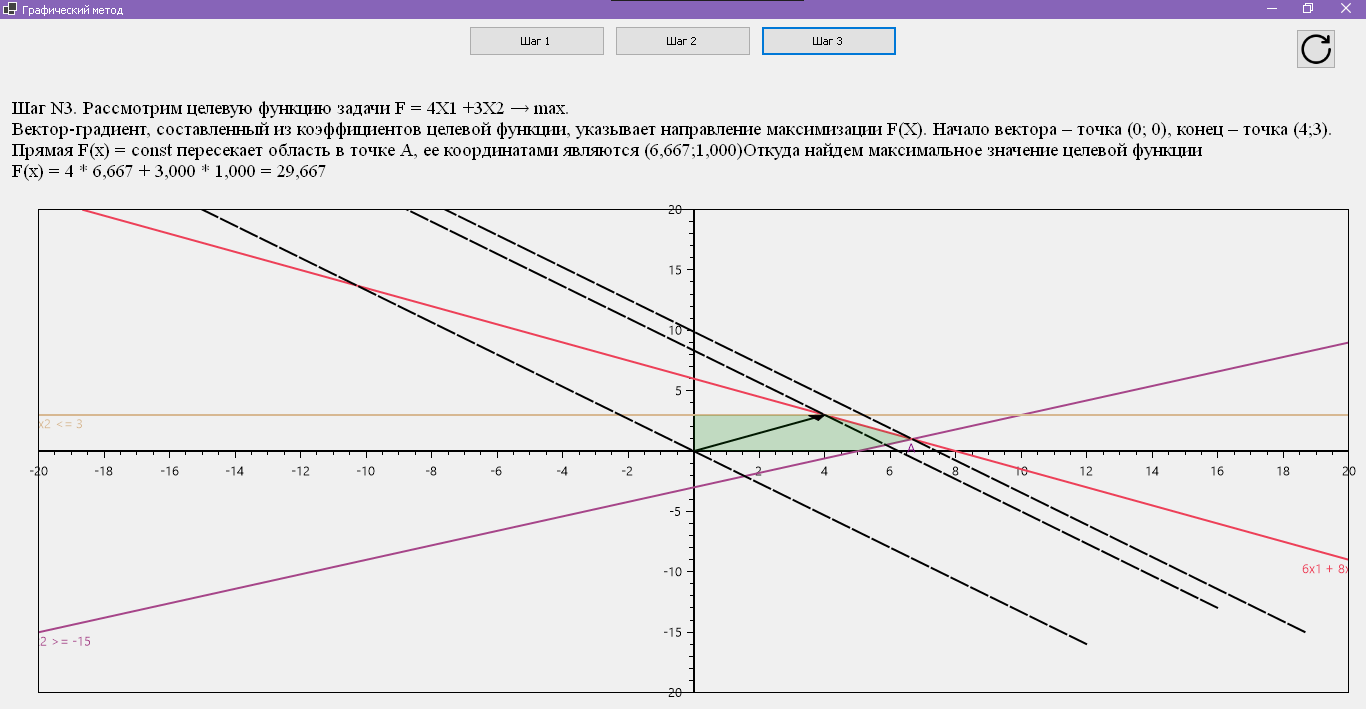 Графический метод
Шаг 1 Шаг 2 Шаг 3
Шаг N3. Рассмотрим целевую функцию задачи F = 4X1 +3X2 → max.
Вектор-градиент, составленный из коэффициентов целевой функции, указывает направление максимизации F(X). Начало вектора – точка (0; 0), конец – точка (4;3).
Прямая F(x) = const пересекает область в точке A, ее координатами являются (6,667;1,000)Откуда найдем максимальное значение целевой функции
F(x) = 4 * 6,667 + 3,000 * 1,000 = 29,667
20
15
10
5
x2 <= 3
A
-20 -18 -16 -14 -12 -10 -8 -6 -4 -2 2 4 6 8 10 12 14 16 18 20
-5
-10
6x1 + 8x
-15
2 >= -15
-20